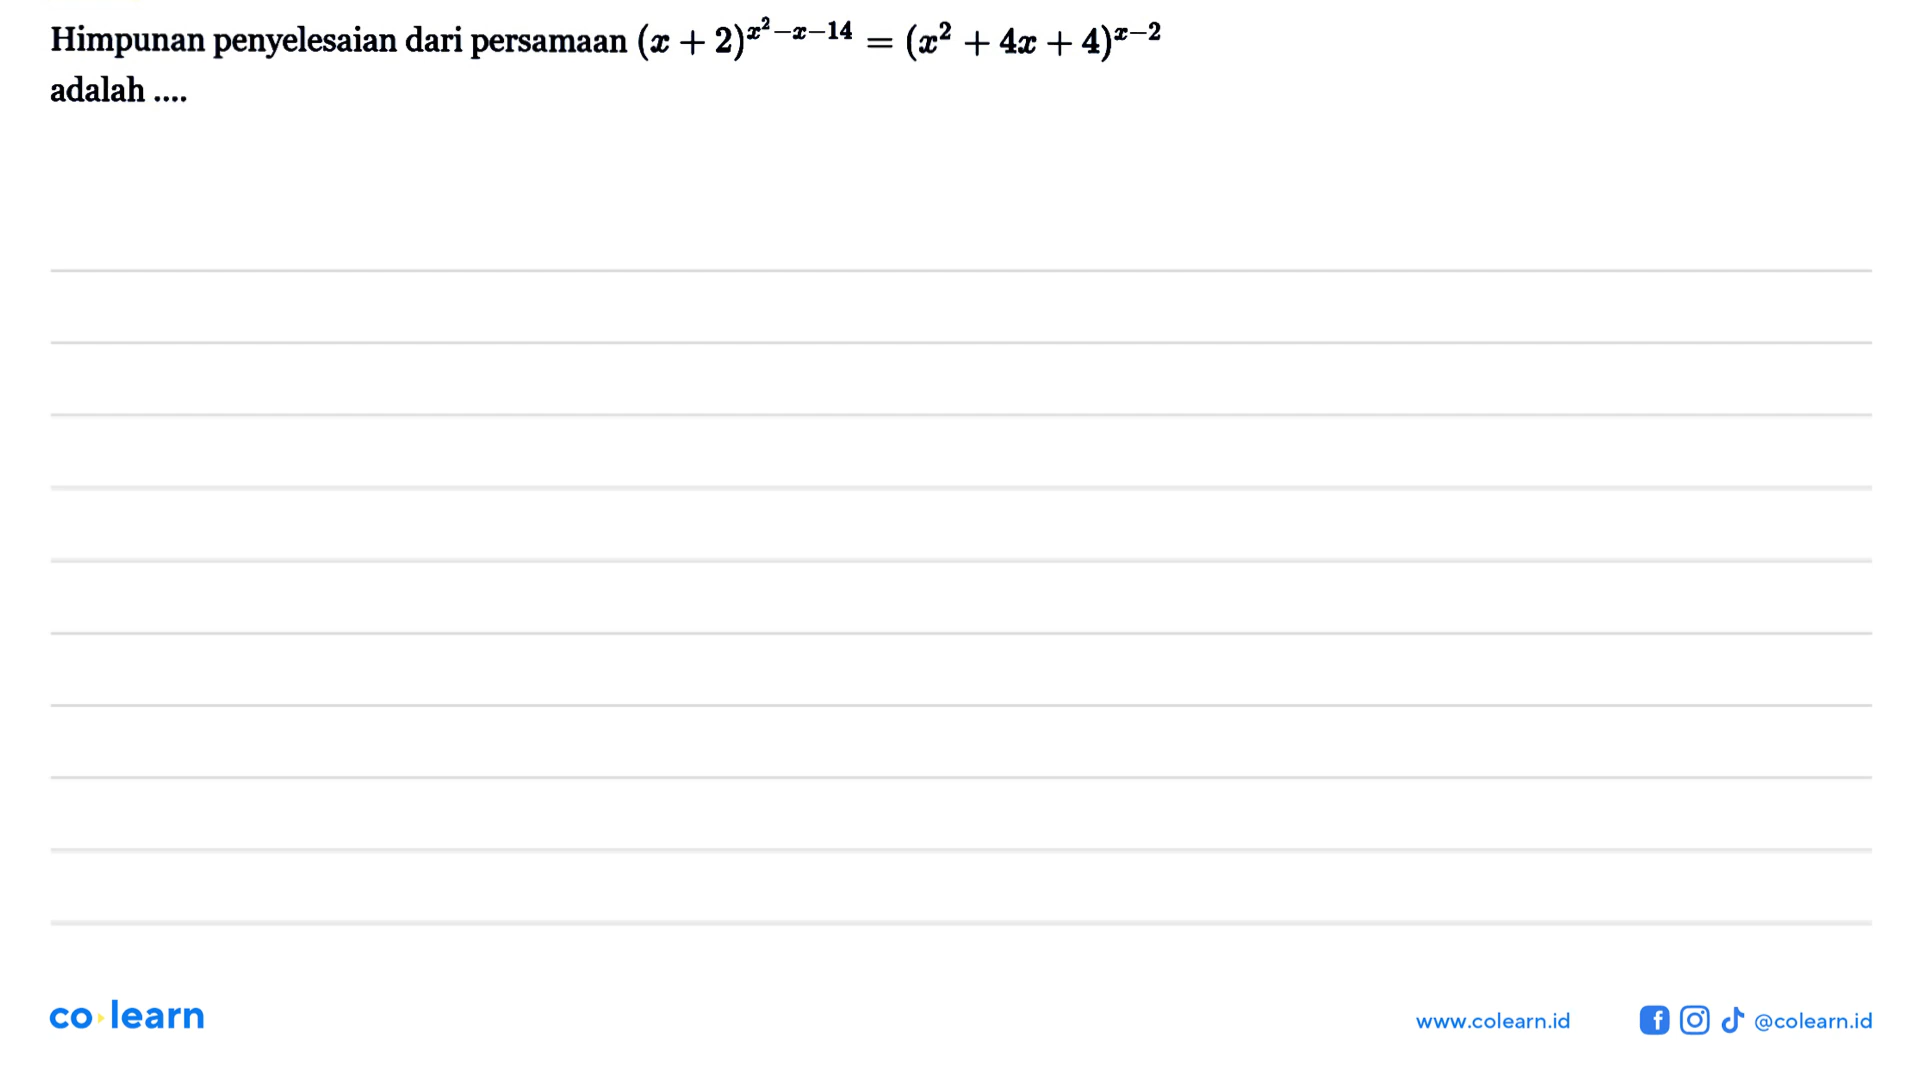 Himpunan penyelesaian dari persamaan (x + 2)^{x^2-x-14} = (x^2 + 4x + 4)^{x-2}
adalah ....
co learn
www.colearn.id @colearn.id